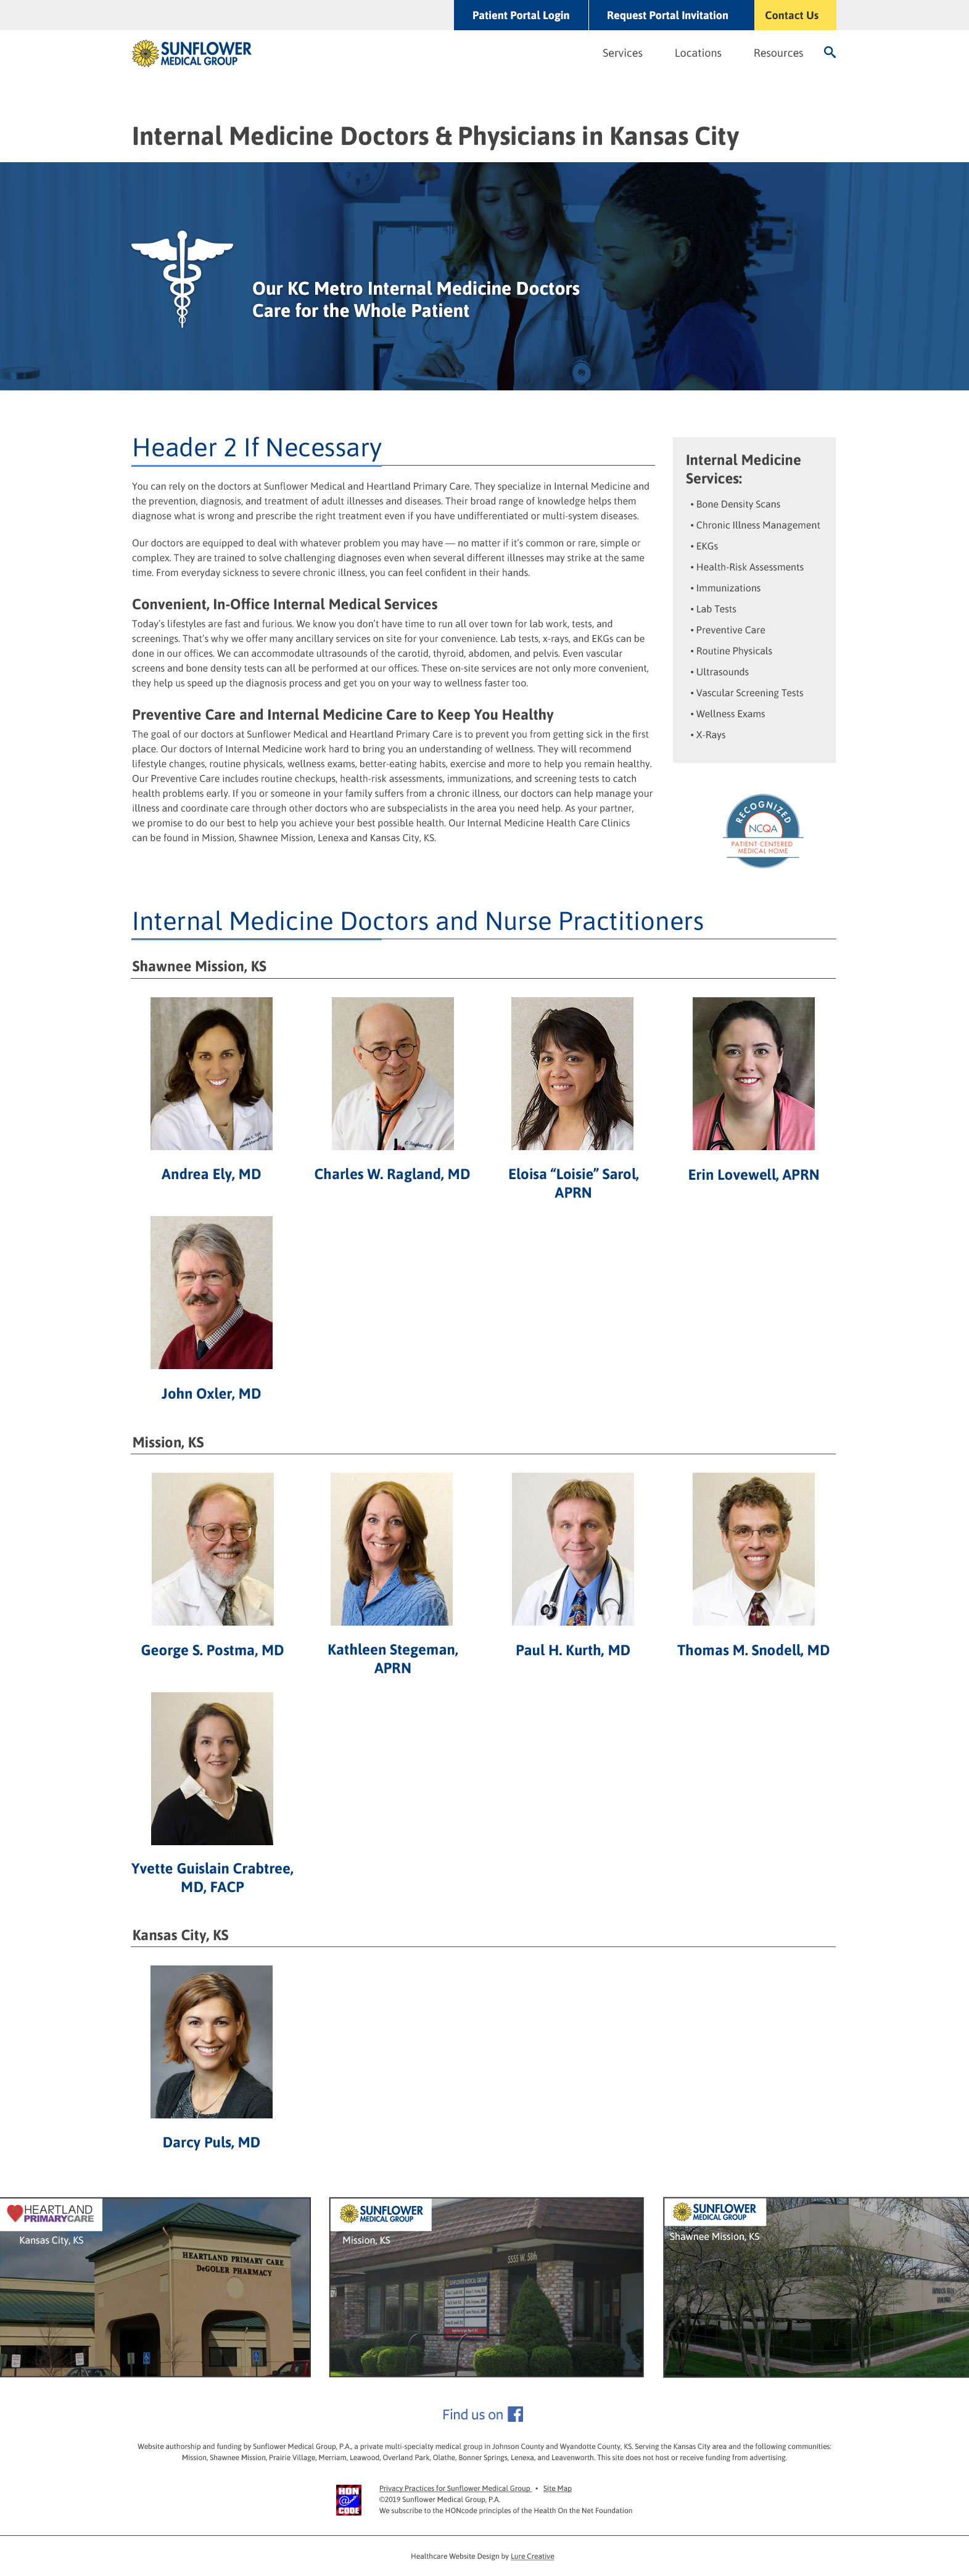 Patient Portal Login
Request Portal Invitation
Contact Us
SUNFLOWER
MEDICAL GROUP
Services
Locations
Resources
Internal Medicine Doctors & Physicians in Kansas City
Our KC Metro Internal Medicine Doctors
Care for the Whole Patient
Header 2 If Necessary
You can rely on the doctors at Sunflower Medical and Heartland Primary Care. They specialize in Internal Medicine and
the prevention, diagnosis, and treatment of adult illnesses and diseases. Their broad range of knowledge helps them
diagnose what is wrong and prescribe the right treatment even if you have undifferentiated or multi-system diseases.
Our doctors are equipped to deal with whatever problem you may have — no matter if it's common or rare, simple or
complex. They are trained to solve challenging diagnoses even when several different illnesses may strike at the same
time. From everyday sickness to severe chronic illness, you can feel confident in their hands.
Convenient, In-Office Internal Medical Services
Today's lifestyles are fast and furious. We know you don't have time to run all over town for lab work, tests, and
screenings. That's why we offer many ancillary services on site for your convenience. Lab tests, x-rays, and EKGs can be
done in our offices. We can accommodate ultrasounds of the carotid, thyroid, abdomen, and pelvis. Even vascular
screens and bone density tests can all be performed at our offices. These on-site services are not only more convenient,
they help us speed up the diagnosis process and get you on your way to wellness faster too.
Preventive Care and Internal Medicine Care to Keep You Healthy
The goal of our doctors at Sunflower Medical and Heartland Primary Care is to prevent you from getting sick in the first
place. Our doctors of Internal Medicine work hard to bring you an understanding of wellness. They will recommend
lifestyle changes, routine physicals, wellness exams, better-eating habits, exercise and more to help you remain healthy.
Our Preventive Care includes routine checkups, health-risk assessments, immunizations, and screening tests to catch
health problems early. If you or someone in your family suffers from a chronic illness, our doctors can help manage your
illness and coordinate care through other doctors who are subspecialists in the area you need help. As your partner,
we promise to do our best to help you achieve your best possible health. Our Internal Medicine Health Care Clinics
can be found in Mission, Shawnee Mission, Lenexa and Kansas City, KS.
Internal Medicine
Services:
• Bone Density Scans
• Chronic Illness Management
• EKGs
• Health-Risk Assessments
• Immunizations
• Lab Tests
• Preventive Care
• Routine Physicals
• Ultrasounds
• Vascular Screening Tests
• Wellness Exams
• X-Rays
RECOGNIZED
NCQA
PATIENT-CENTERED
MEDICAL HOME
Internal Medicine Doctors and Nurse Practitioners
Shawnee Mission, KS
Andrea Ely, MD
Charles W. Ragland, MD
Eloisa “Loisie” Sarol,
APRN
Erin Lovewell, APRN
John Oxler, MD
Mission, KS
George S. Postma, MD
Kathleen Stegeman,
APRN
Paul H. Kurth, MD
Thomas M. Snodell, MD
Yvette Guislain Crabtree,
MD, FACP
Kansas City, KS
Darcy Puls, MD
HEARTLAND
PRIMARYCARE
Kansas City, KS
HEARTLAND PRIMARY CARE
DeGOLER PHARMACY
SUNFLOWER
MEDICAL GROUP
Mission, KS
5555 W. 58th
SUNFLOWER
MEDICAL GROUP
Shawnee Mission, KS
Find us on
Website authorship and funding by Sunflower Medical Group, P.A., a private multi-specialty medical group in Johnson County and Wyandotte County, KS. Serving the Kansas City area and the following communities:
Mission, Shawnee Mission, Prairie Village, Merriam, Leawood, Overland Park, Olathe, Bonner Springs, Lenexa, and Leavenworth. This site does not host or receive funding from advertising.
HON
@
CODE
Privacy Practices for Sunflower Medical Group • Site Map
©2019 Sunflower Medical Group, P.A.
We subscribe to the HONcode principles of the Health On the Net Foundation
Healthcare Website Design by Lure Creative